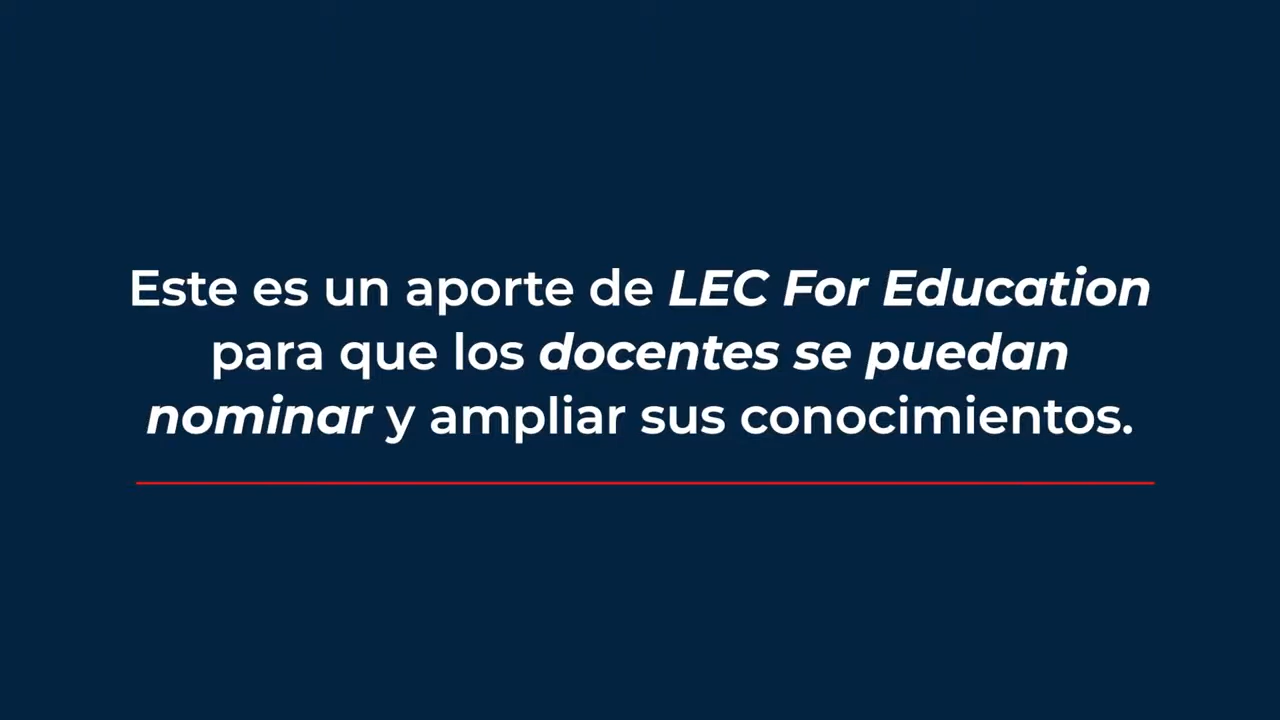 Este es un aporte de LEC For Education
para que los docentes se puedan
nominar y ampliar sus conocimientos.